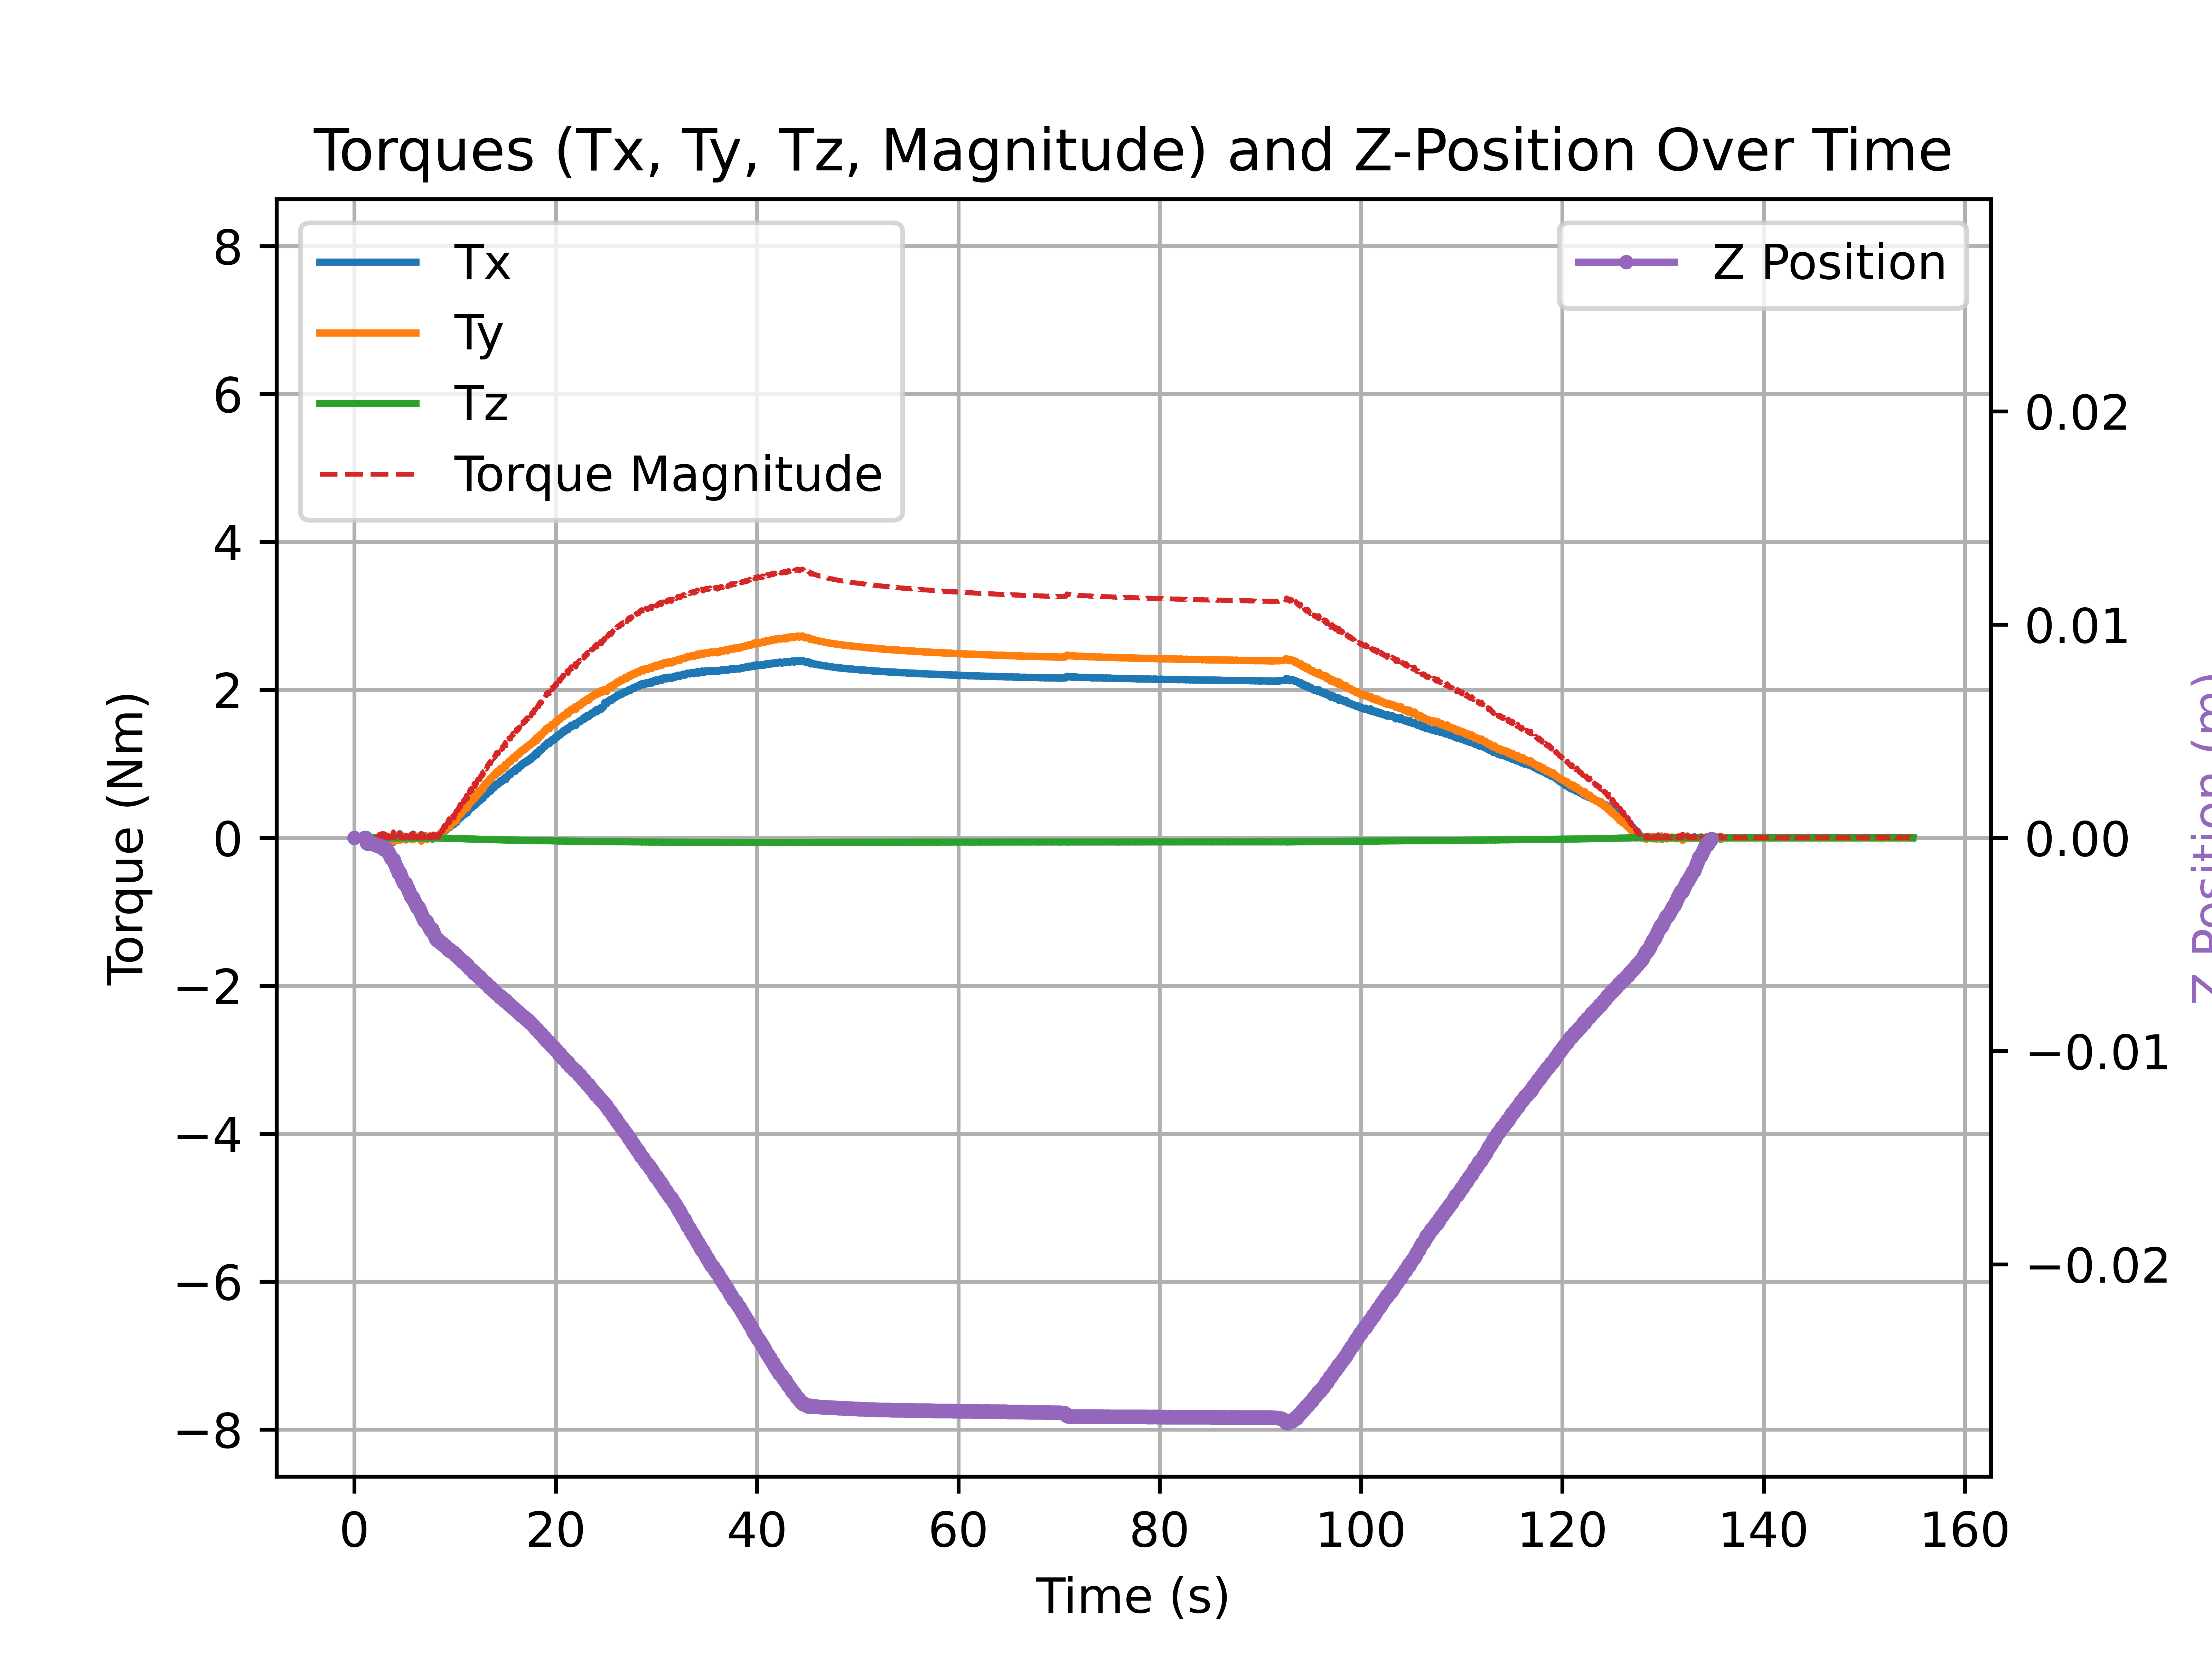 Torques (Tx, Ty, Tz, Magnitude) and Z-Position Over Time
Tx
Ty
Tz
Torque Magnitude
Z Position
8
6
4
2
0
−2
−4
−6
−8
Torque (Nm)
0.02
0.01
0.00
−0.01
−0.02
Z Position (m)
0
20
40
60
80
100
120
140
160
Time (s)